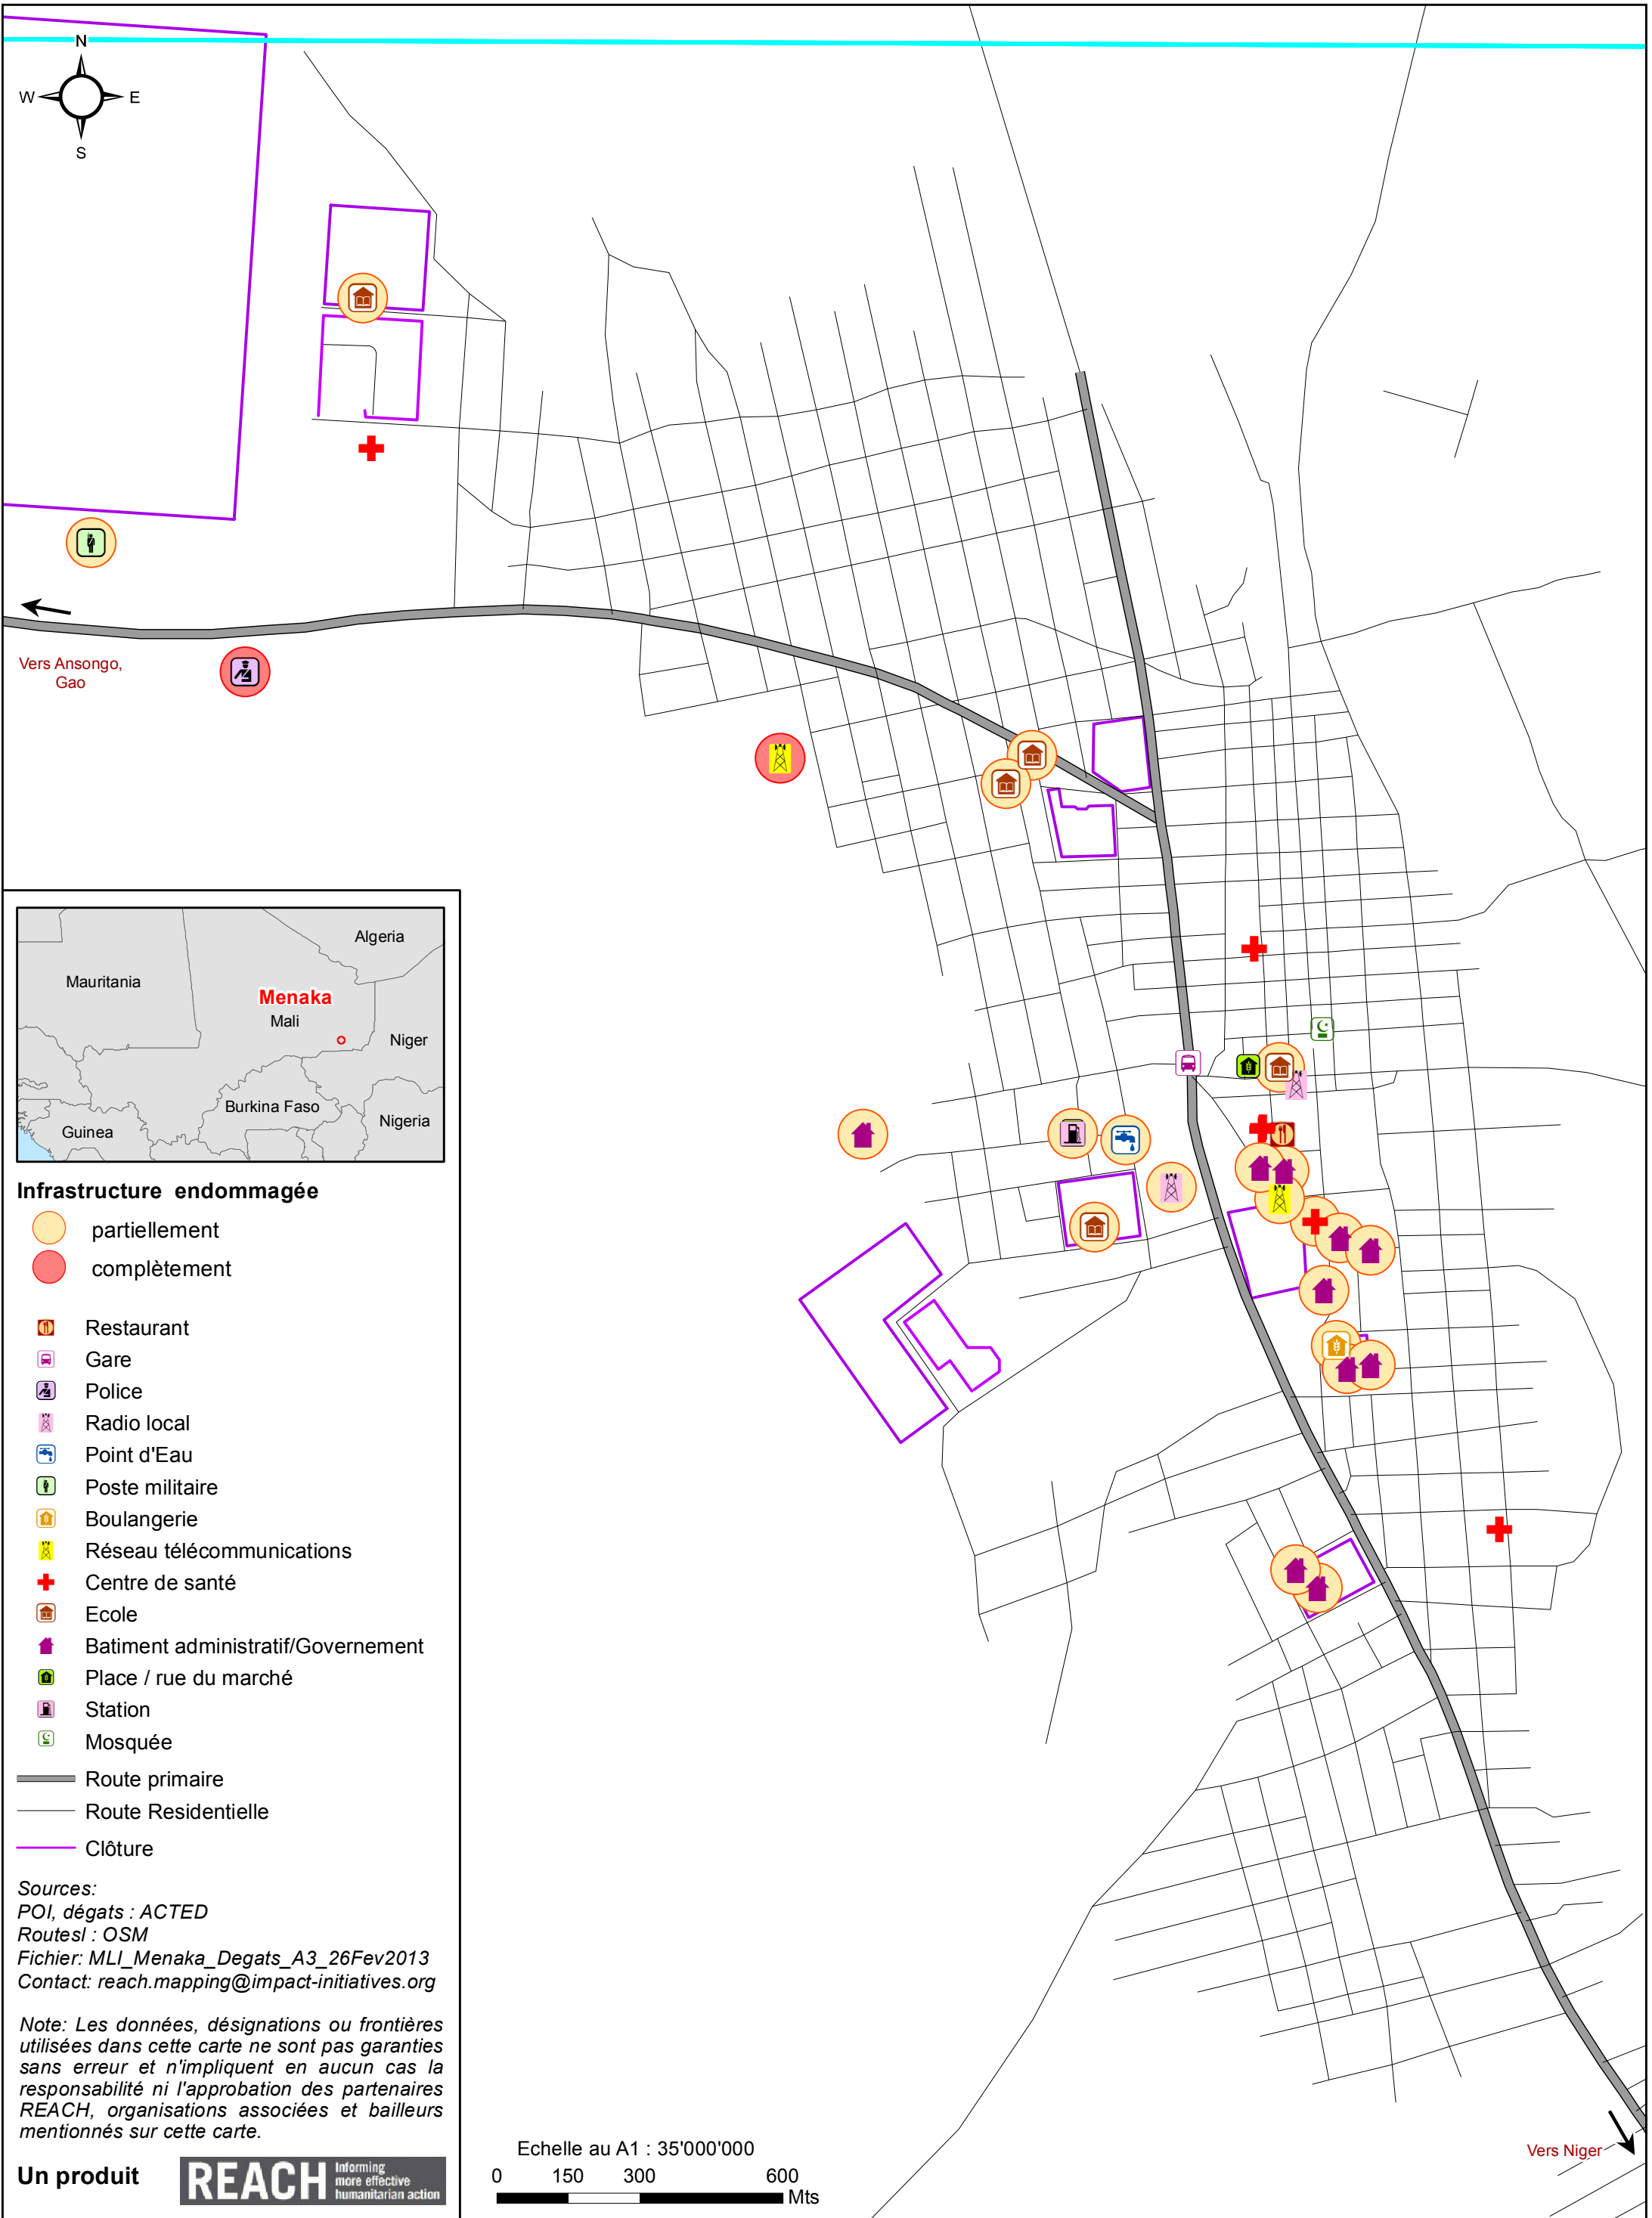 N
W
E
S
Vers Ansongo,
Gao
Algeria
Mauritania
Menaka
Mali
Niger
Burkina Faso
Nigeria
Guinea
Infrastructure endommagée
partiellement
complètement
Restaurant
Gare
Police
Radio local
Point d'Eau
Poste militaire
Boulangerie
Réseau télécommunications
Centre de santé
Ecole
Batiment administratif/Governement
Place / rue du marché
Station
Mosquée
Route primaire
Route Residentielle
Clôture
Sources:
POI, dégats : ACTED
Routesl : OSM
Fichier: MLI_Menaka_Degats_A3_26Fev2013
Contact: reach.mapping@impact-initiatives.org
Note: Les données, désignations ou frontières
utilisées dans cette carte ne sont pas garanties
sans erreur et n'impliquent en aucun cas la
responsabilité ni l'approbation des partenaires
REACH, organisations associées et bailleurs
mentionnés sur cette carte.
Un produit
REACH
Informing
more effective
humanitarian action
Echelle au A1 : 35'000'000
0 150 300 600
Mts
Vers Niger